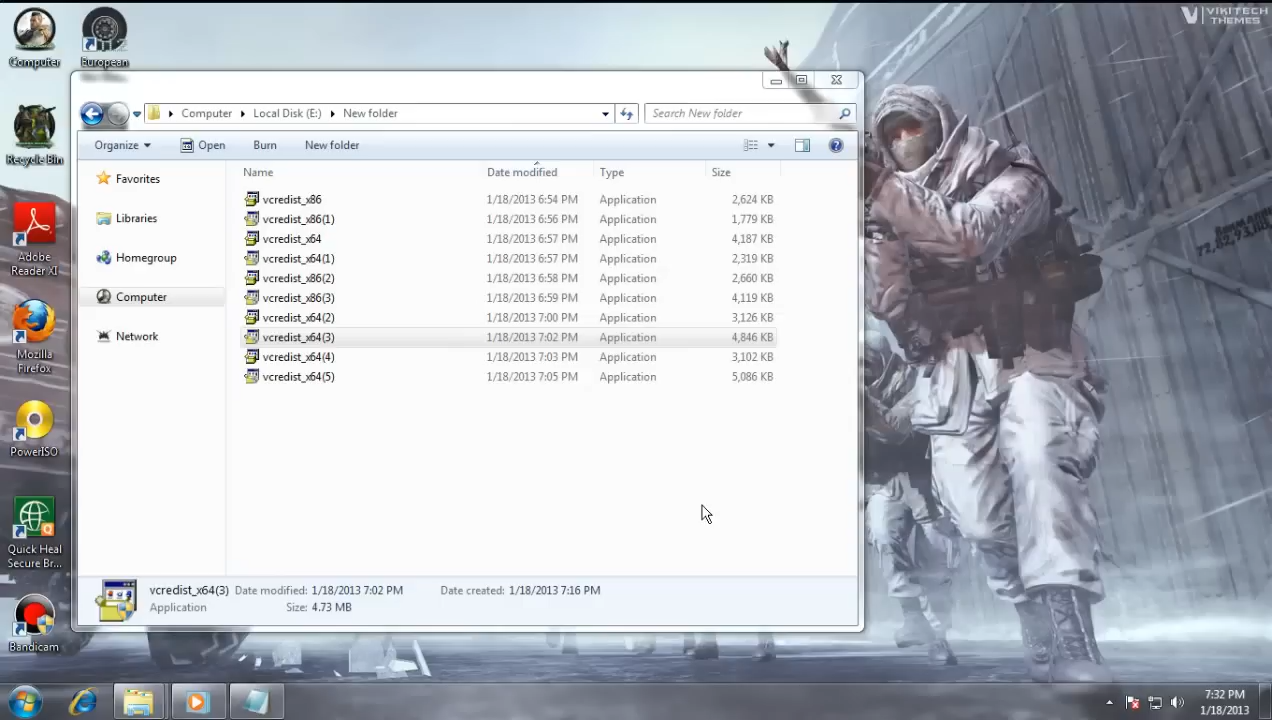 VIKITECH
THEMES
Computer
European
Recycle Bin
Adobe
Reader XI
Mozilla
Firefox
PowerISO
Quick Heal
Secure Br...
Bandicam
Computer Local Disk (E:) New folder
Search New folder
Organize Open Burn New folder
Favorites
Libraries
Homegroup
Computer
Network
Name Date modified Type Size
vcredist_x86 1/18/2013 6:54 PM Application 2,624 KB
vcredist_x86(1) 1/18/2013 6:56 PM Application 1,779 KB
vcredist_x64 1/18/2013 6:57 PM Application 4,187 KB
vcredist_x64(1) 1/18/2013 6:57 PM Application 2,319 KB
vcredist_x86(2) 1/18/2013 6:58 PM Application 2,660 KB
vcredist_x86(3) 1/18/2013 6:59 PM Application 4,119 KB
vcredist_x64(2) 1/18/2013 7:00 PM Application 3,126 KB
vcredist_x64(3) 1/18/2013 7:02 PM Application 4,846 KB
vcredist_x64(4) 1/18/2013 7:03 PM Application 3,102 KB
vcredist_x64(5) 1/18/2013 7:05 PM Application 5,086 KB
vcredist_x64(3) Date modified: 1/18/2013 7:02 PM Date created: 1/18/2013 7:16 PM
Application Size: 4.73 MB
7:32 PM
1/18/2013